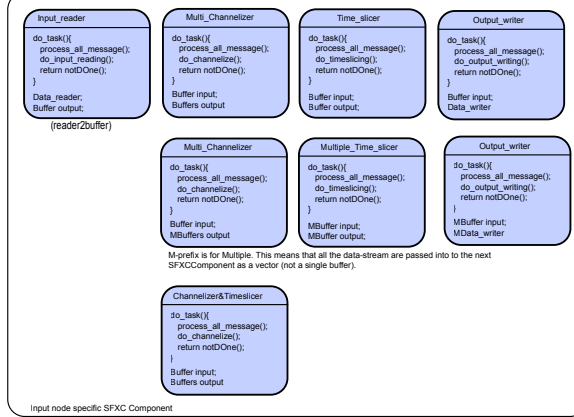 Input_reader
do_task(){
process_all_message();
do_input_reading();
return notDOne();
}
Data_reader;
Buffer output;
(reader2buffer)
Multi_Channelizer
do_task(){
process_all_message();
do_channelize();
return notDOne();
}
Buffer input;
Buffers output
Time_slicer
do_task(){
process_all_message();
do_timeslicing();
return notDOne();
}
Buffer input;
Buffer output;
Output_writer
do_task(){
process_all_message();
do_output_writing();
return notDOne();
}
Buffer input;
Data_writer
Multi_Channelizer
do_task(){
process_all_message();
do_channelize();
return notDOne();
}
Buffer input;
MBuffers output
Multiple_Time_slicer
do_task(){
process_all_message();
do_timeslicing();
return notDOne();
}
MBuffer input;
MBuffer output;
Output_writer
do_task(){
process_all_message();
do_output_writing();
return notDOne();
}
MBuffer input;
MData_writer
M-prefix is for Multiple. This means that all the data-stream are passed into to the next
SFXCComponent as a vector (not a single buffer).
Channelizer&Timeslicer
do_task(){
process_all_message();
do_channelize();
return notDOne();
}
Buffer input;
Buffers output
Input node specific SFXC Component